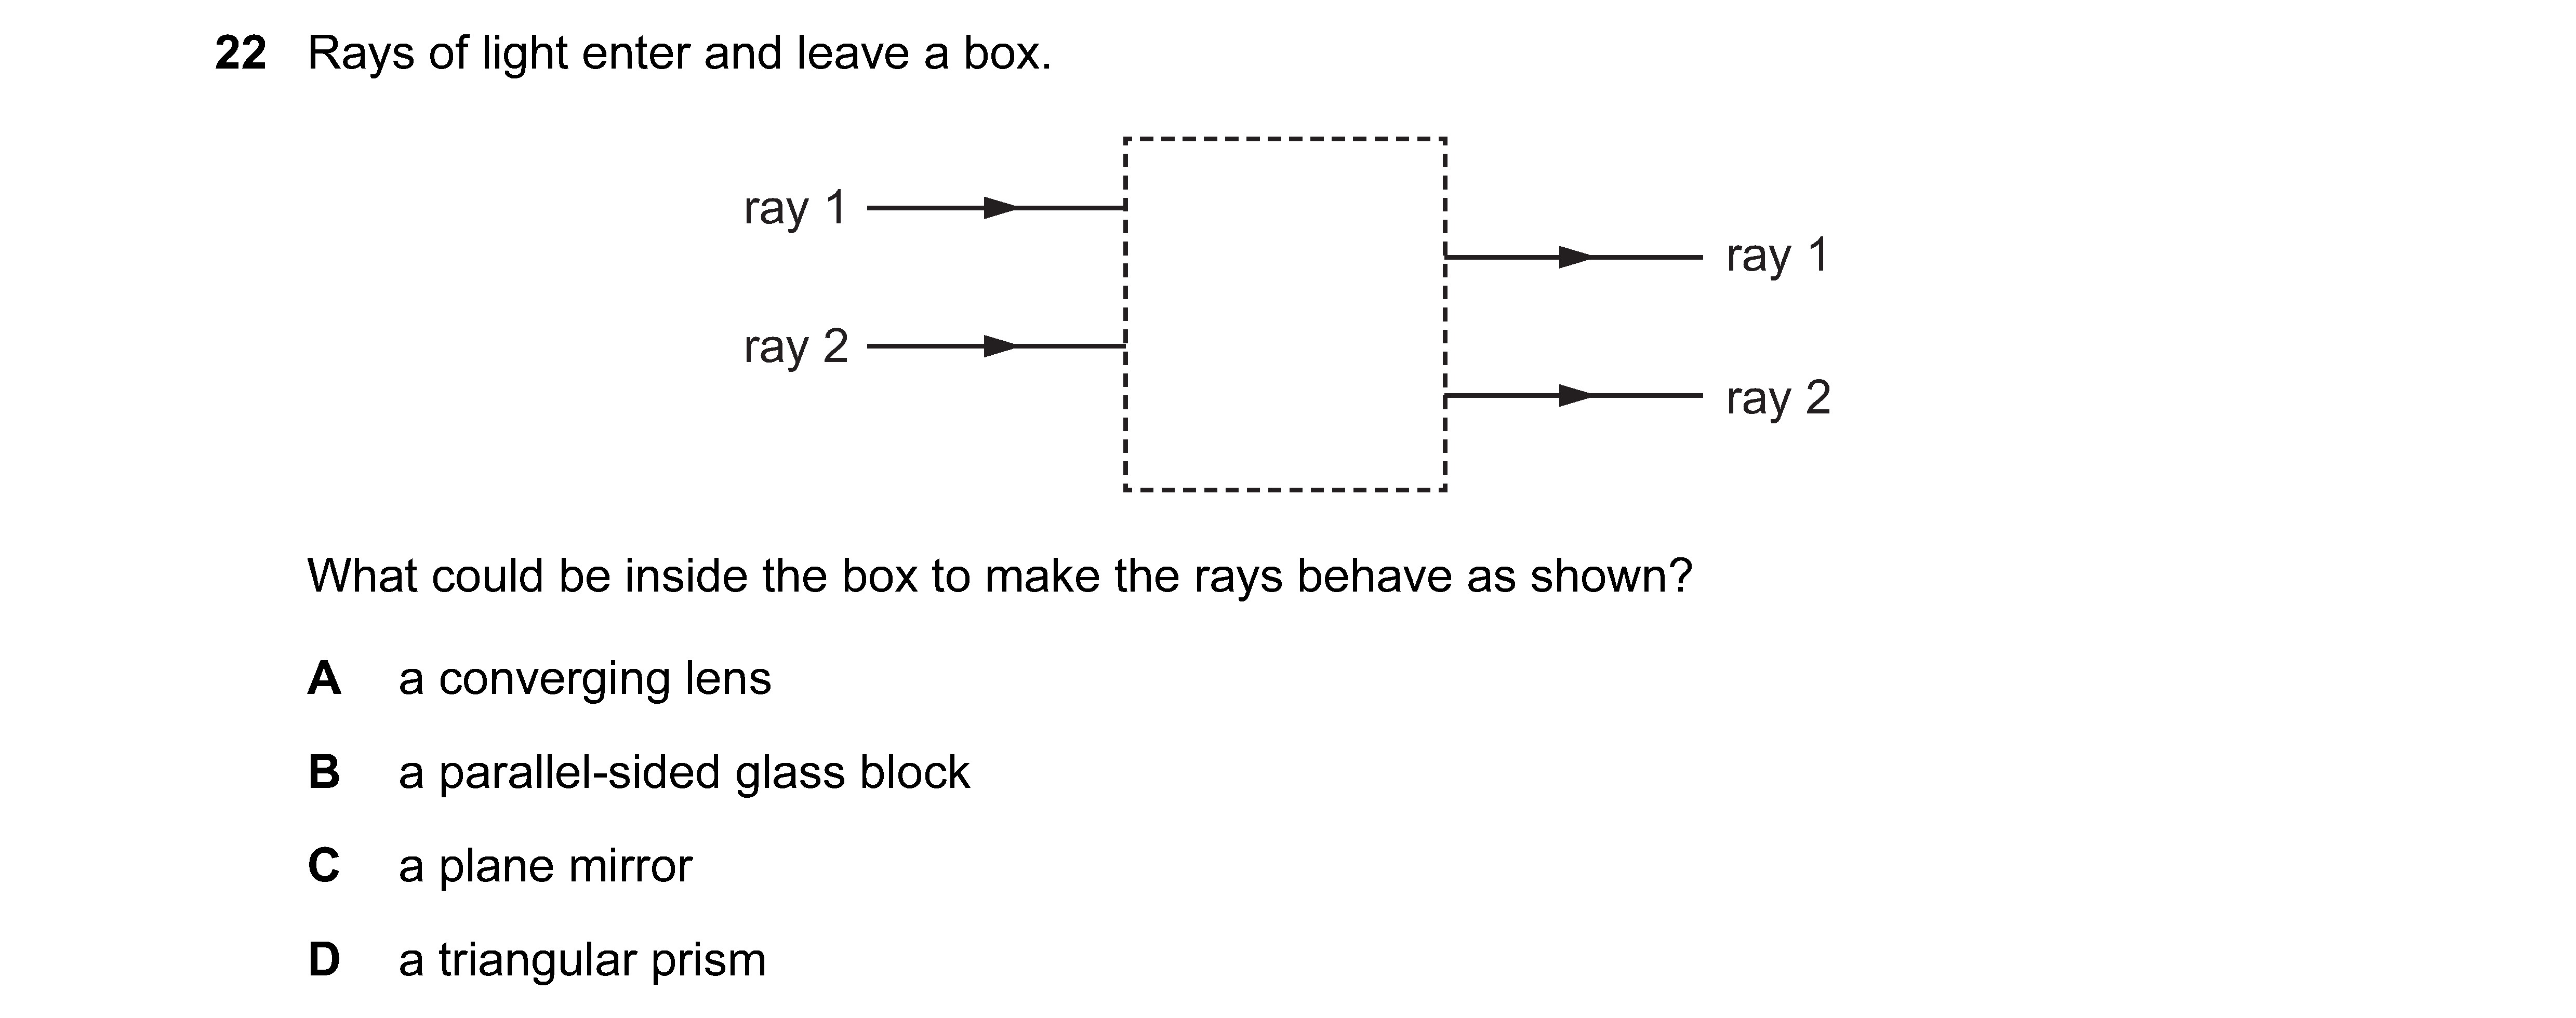 22 Rays of light enter and leave a box.
ray 1
ray 1
ray 2
ray 2
What could be inside the box to make the rays behave as shown?
A a converging lens
B a parallel-sided glass block
C a plane mirror
D a triangular prism